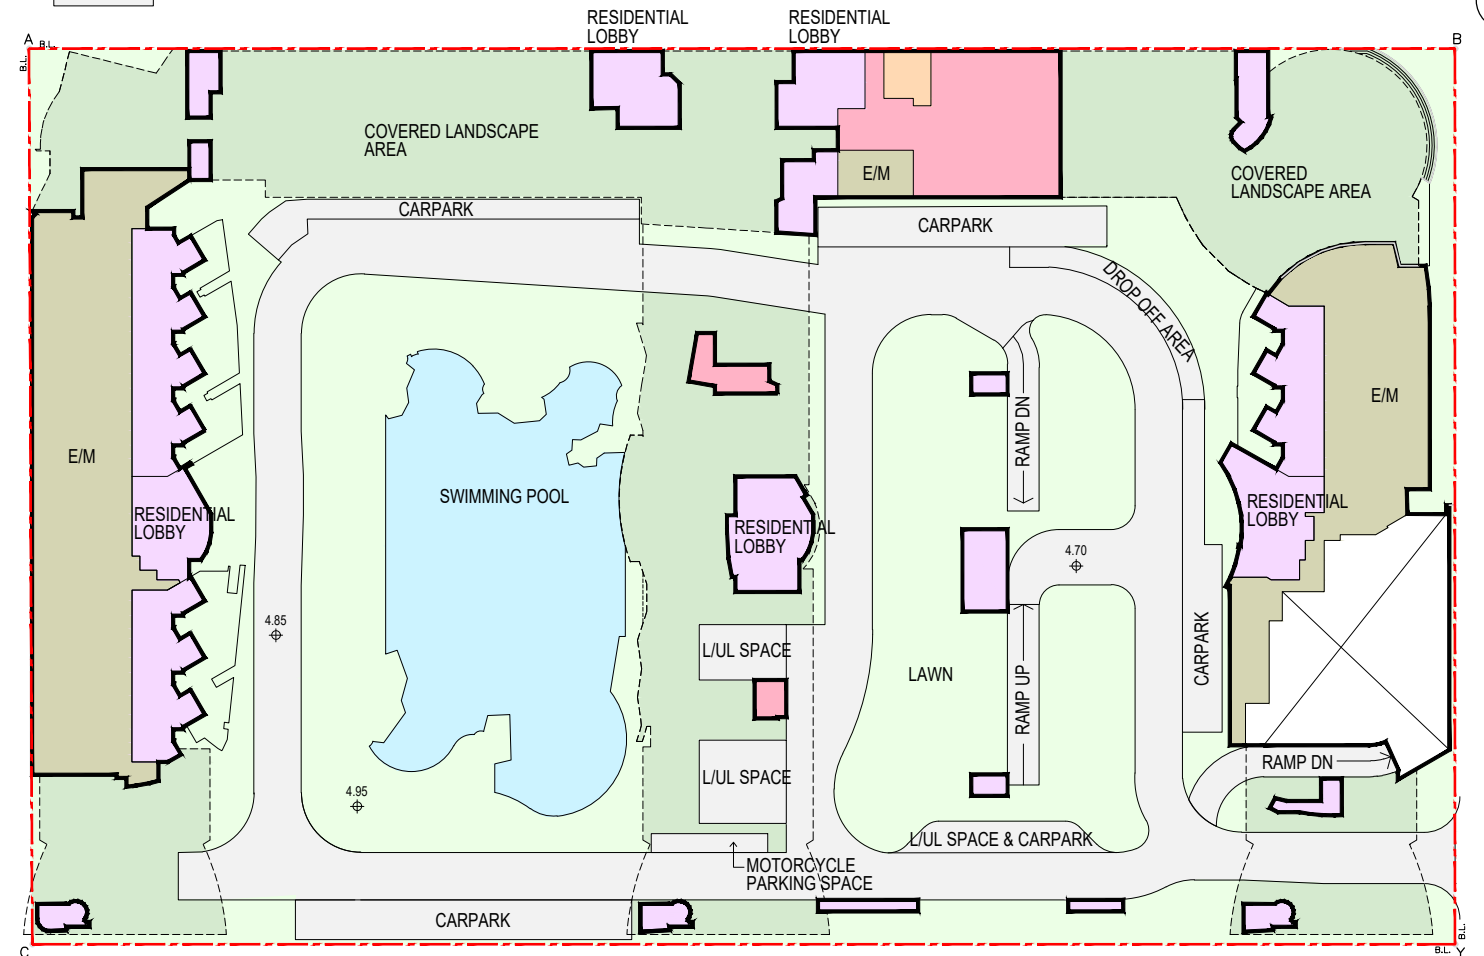 RESIDENTIAL
LOBBY
RESIDENTIAL
LOBBY
A
B.L.
B.L.
B
COVERED LANDSCAPE
AREA
E/M
COVERED
LANDSCAPE AREA
CARPARK
CARPARK
DROP OFF AREA
E/M
RAMP DN
E/M
SWIMMING POOL
RESIDENTIAL
LOBBY
RESIDENTIAL
LOBBY
RESIDENTIAL
LOBBY
4.70
4.85
L/UL SPACE
LAWN
RAMP UP
CARPARK
L/UL SPACE
RAMP DN
4.95
L/UL SPACE & CARPARK
MOTORCYCLE
PARKING SPACE
CARPARK
B.L.
C
B.L.
Y